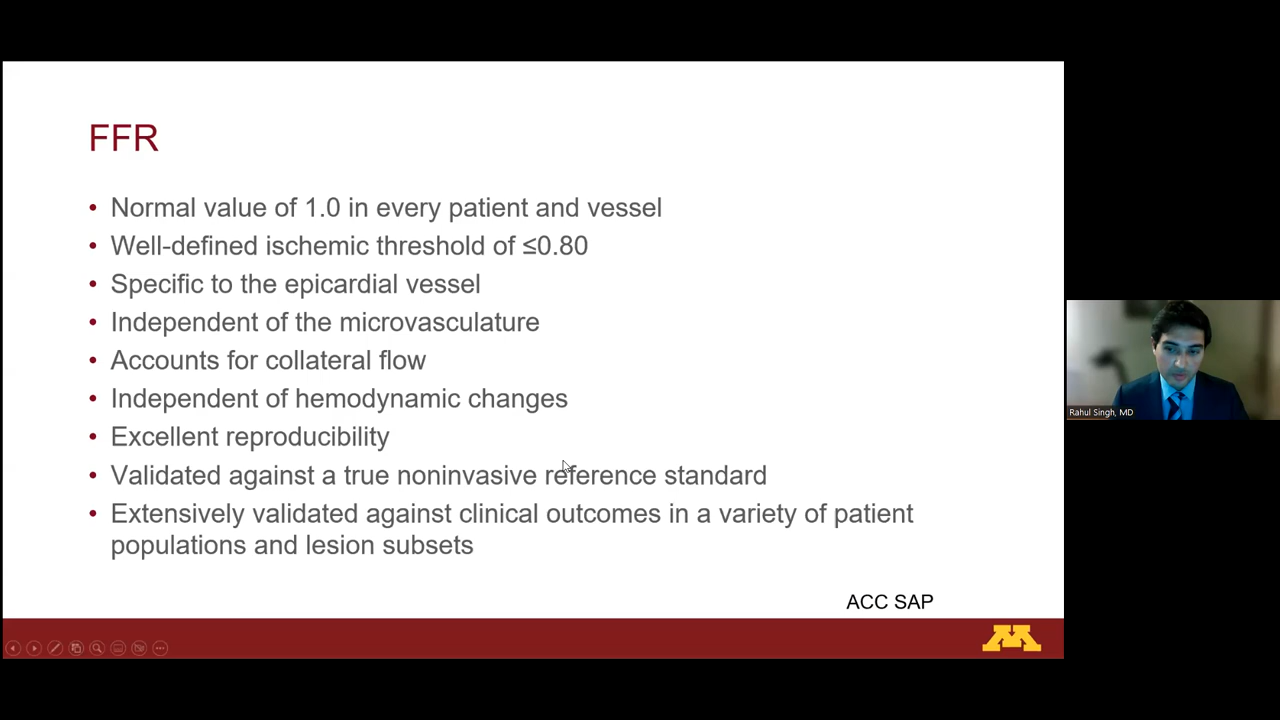 FFR
• Normal value of 1.0 in every patient and vessel
• Well-defined ischemic threshold of ≤0.80
• Specific to the epicardial vessel
• Independent of the microvasculature
• Accounts for collateral flow
• Independent of hemodynamic changes
• Excellent reproducibility
• Validated against a true noninvasive reference standard
• Extensively validated against clinical outcomes in a variety of patient
populations and lesion subsets
ACC SAP
M
Rahul Singh, MD